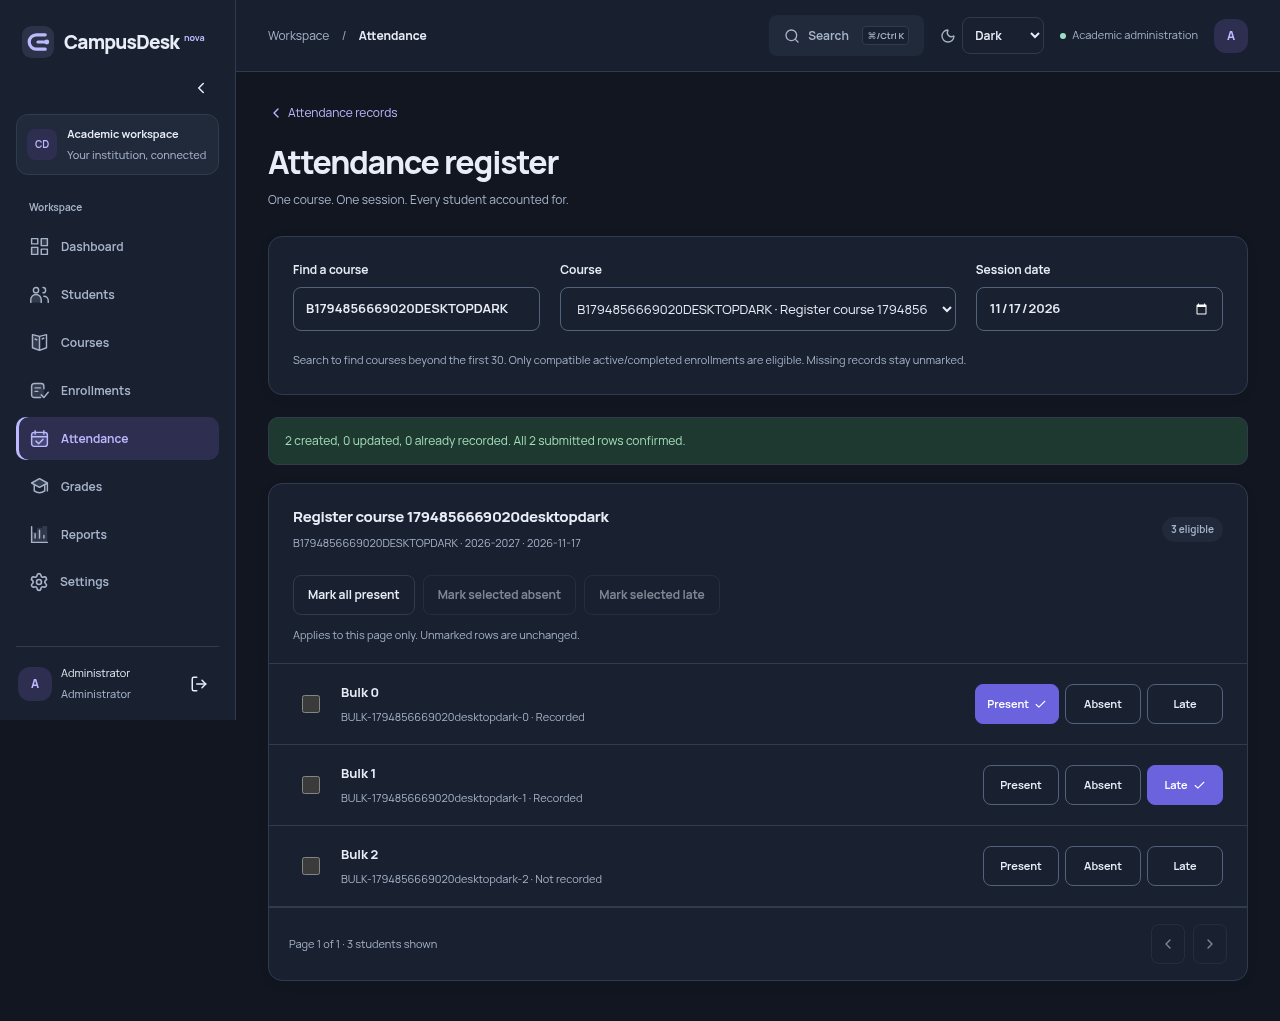 CampusDesk nova
CD
Academic workspace
Your institution, connected
Workspace
Dashboard
Students
Courses
Enrollments
Attendance
Grades
Reports
Settings
A
Administrator
Administrator
Workspace / Attendance
Search ⌘/Ctrl K
Dark
Academic administration
A
Attendance records
Attendance register
One course. One session. Every student accounted for.
Find a course
B1794856669020DESKTOPDARK
Course
B1794856669020DESKTOPDARK · Register course 1794856
Session date
11/17/2026
Search to find courses beyond the first 30. Only compatible active/completed enrollments are eligible. Missing records stay unmarked.
2 created, 0 updated, 0 already recorded. All 2 submitted rows confirmed.
Register course 1794856669020desktopdark
B1794856669020DESKTOPDARK · 2026-2027 · 2026-11-17
3 eligible
Mark all present
Mark selected absent
Mark selected late
Applies to this page only. Unmarked rows are unchanged.
Bulk 0
BULK-1794856669020desktopdark-0 · Recorded
Present
Absent
Late
Bulk 1
BULK-1794856669020desktopdark-1 · Recorded
Present
Absent
Late
Bulk 2
BULK-1794856669020desktopdark-2 · Not recorded
Present
Absent
Late
Page 1 of 1 · 3 students shown